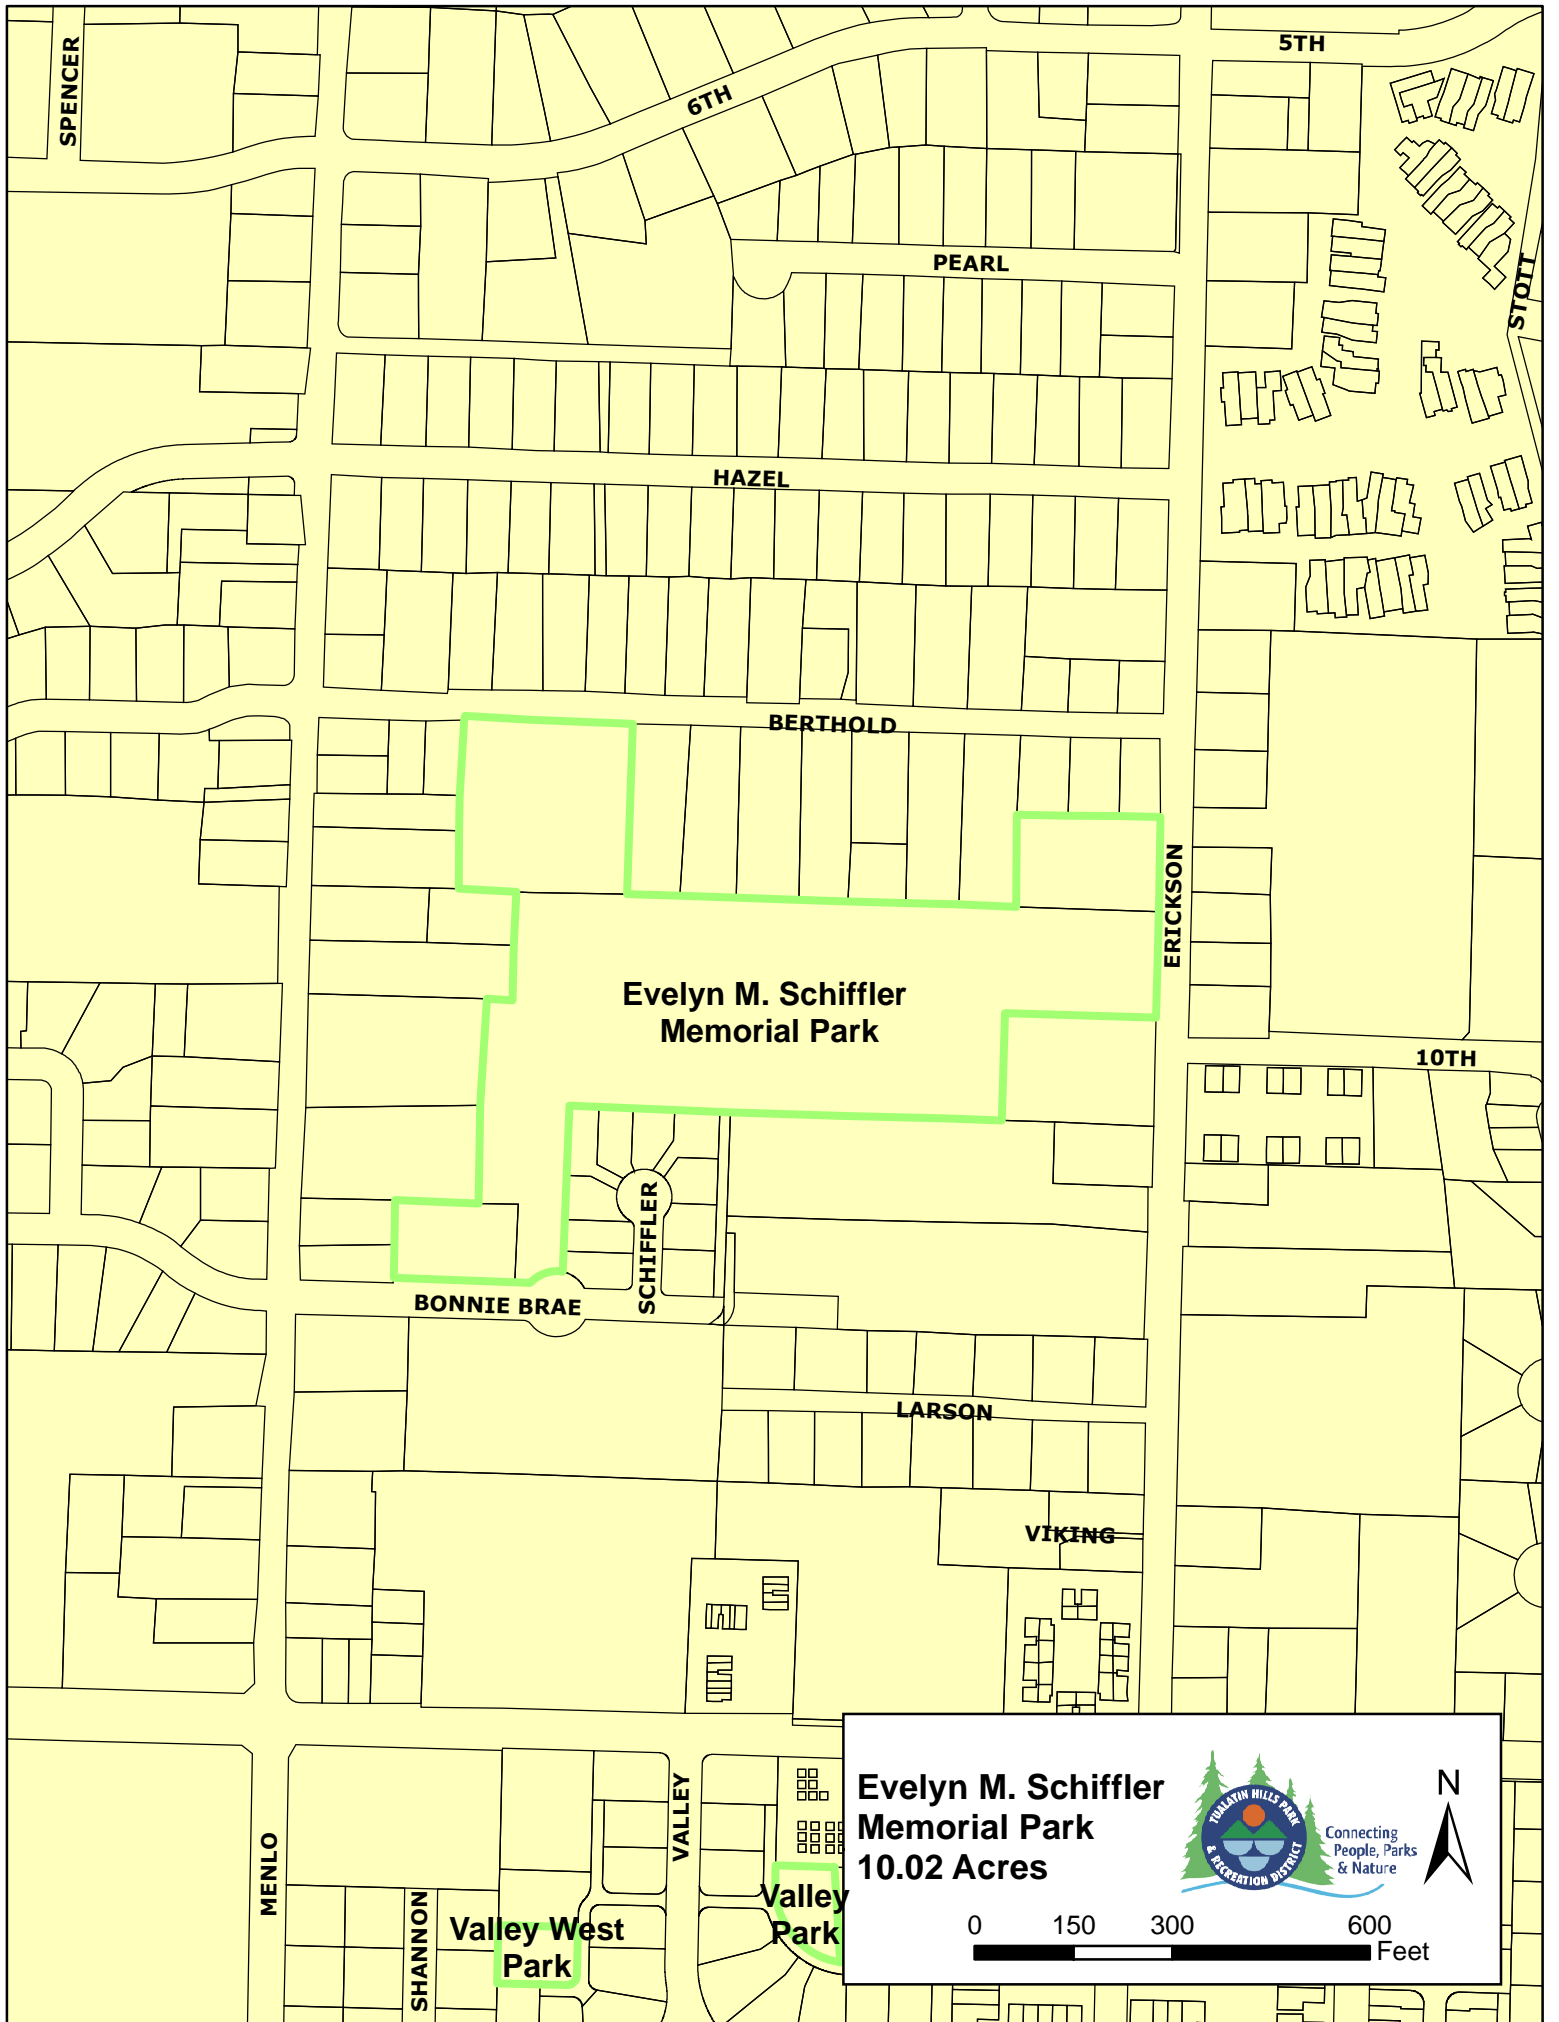 5TH
SPENCER
6TH
PEARL
STOTT
HAZEL
BERTHOLD
ERICKSON
Evelyn M. Schiffler
Memorial Park
10TH
SCHIFFLER
BONNIE BRAE
LARSON
VIKING
VALLEY
MENLO
SHANNON
Valley West
Park
Valley
Park
Evelyn M. Schiffler
Memorial Park
10.02 Acres
TUALATIN HILLS PARK
& RECREATION DISTRICT
Connecting
People, Parks
& Nature
N
0 150 300 600
Feet